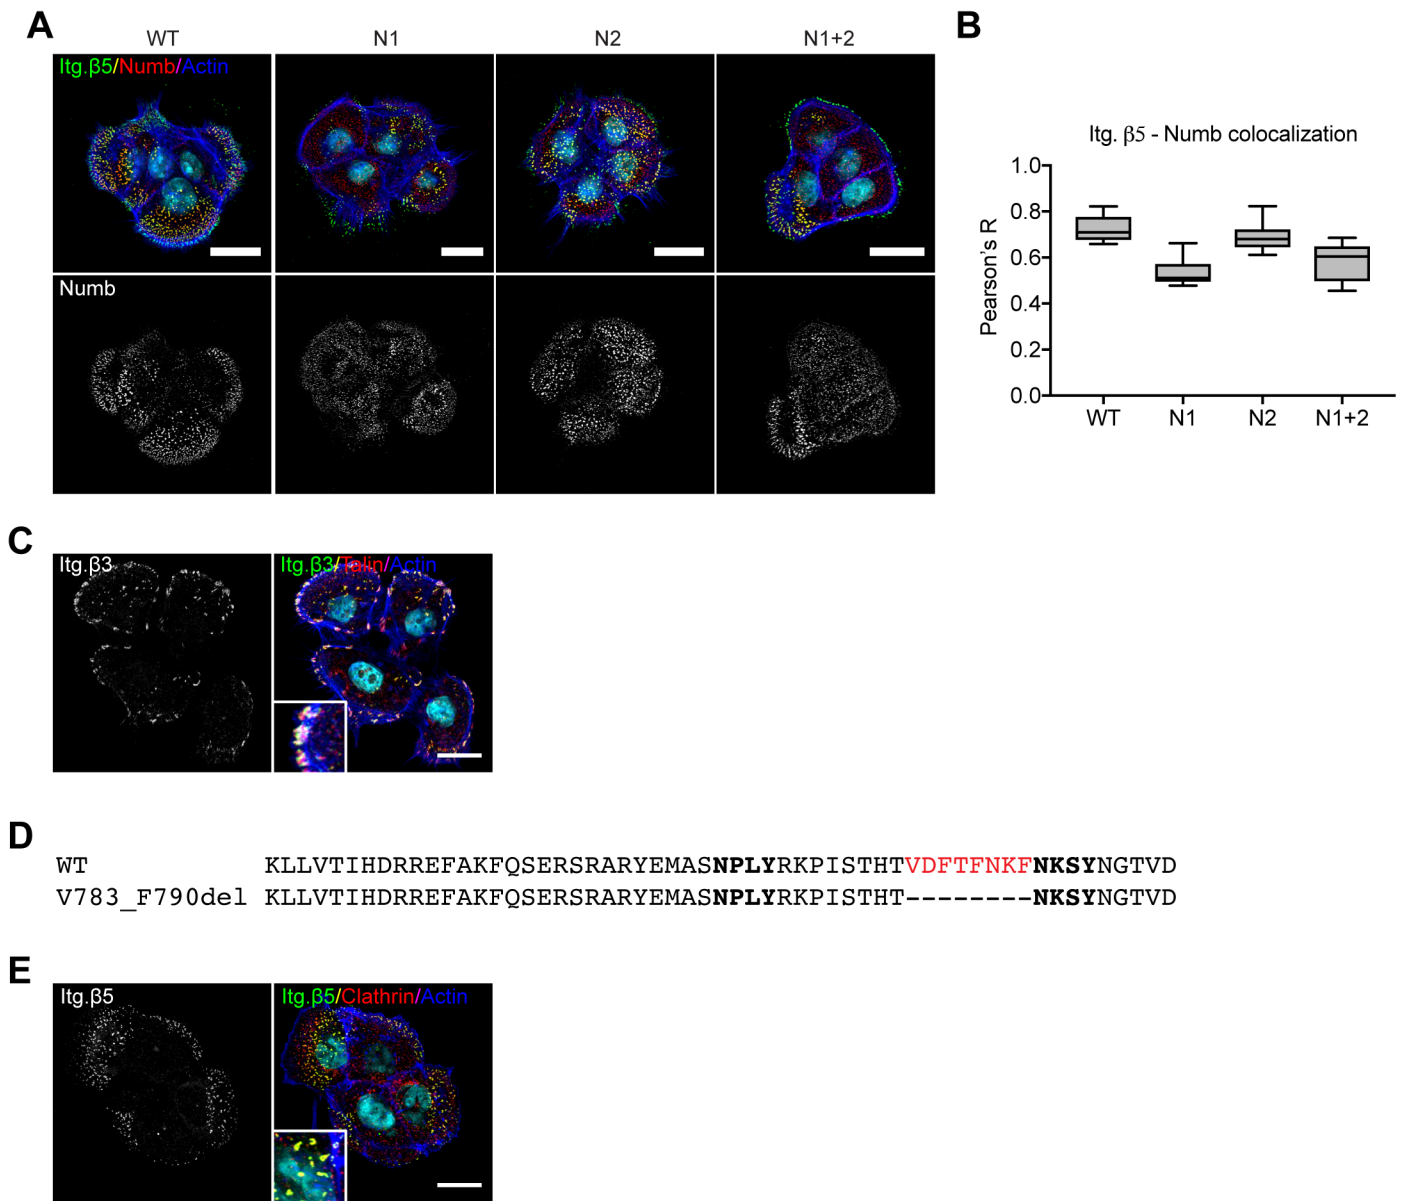 A
WT N1 N2 N1+2
Itg.β5/Numb/Actin
Numb
B
Itg. β5 - Numb colocalization
Pearson's R
1.0
0.8
0.6
0.4
0.2
0.0
WT N1 N2 N1+2
C
Itg.β3 Itg.β3/Talin/Actin
D
WT KLLVTIHDRREFAKFQSERSRARYEMASNPLYRKPISTHTVDFTFNKFNKSYNGTVD
V783_F790del KLLVTIHDRREFAKFQSERSRARYEMASNPLYRKPISTHT--------NKSYNGTVD
E
Itg.β5 Itg.β5/Clathrin/Actin